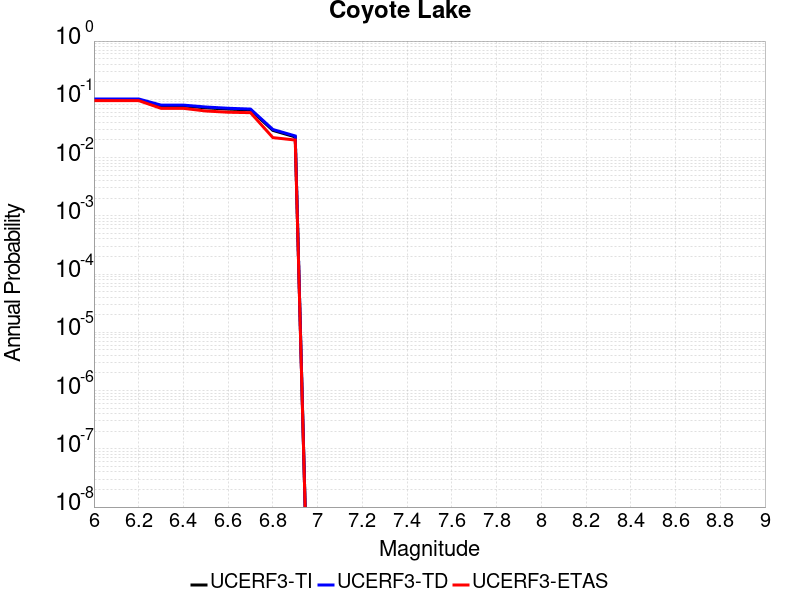 Coyote Lake
10^0
10^-1
10^-2
10^-3
10^-4
10^-5
10^-6
10^-7
10^-8
Annual Probability
6 6.2 6.4 6.6 6.8 7 7.2 7.4 7.6 7.8 8 8.2 8.4 8.6 8.8 9
Magnitude
UCERF3-TI UCERF3-TD UCERF3-ETAS